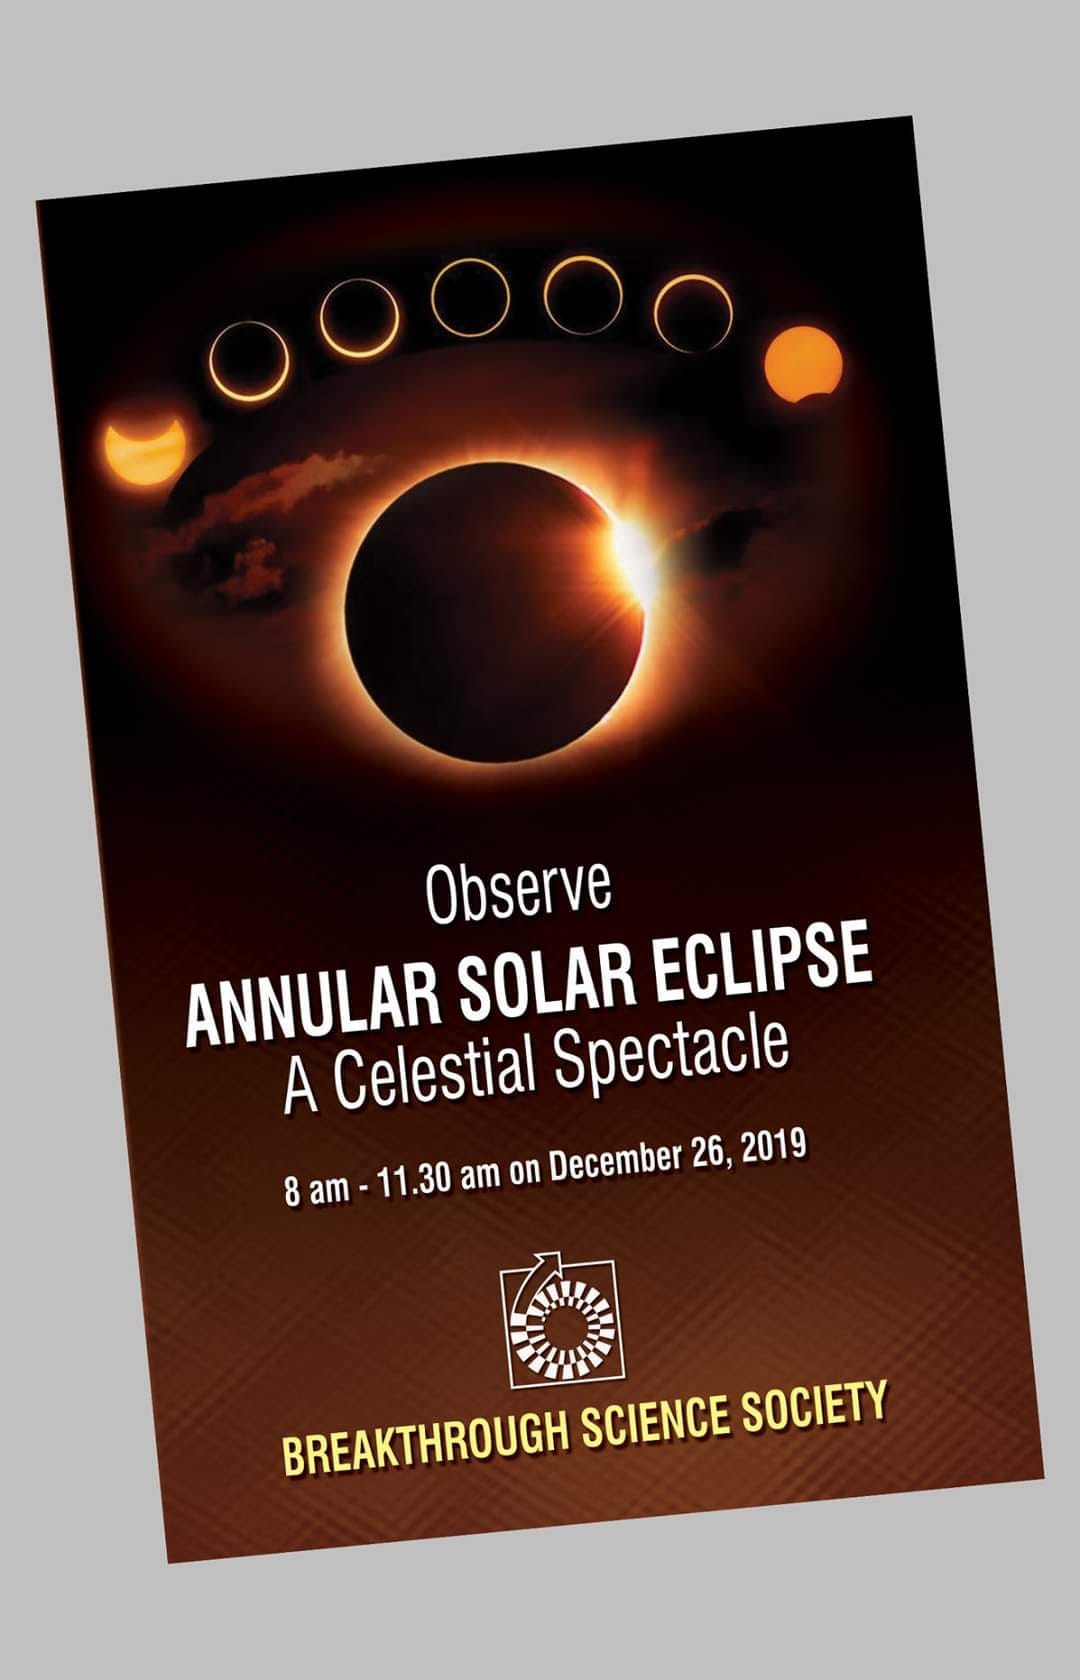 Observe
ANNULAR SOLAR ECLIPSE
A Celestial Spectacle
8 am - 11.30 am on December 26, 2019
BREAKTHROUGH SCIENCE SOCIETY